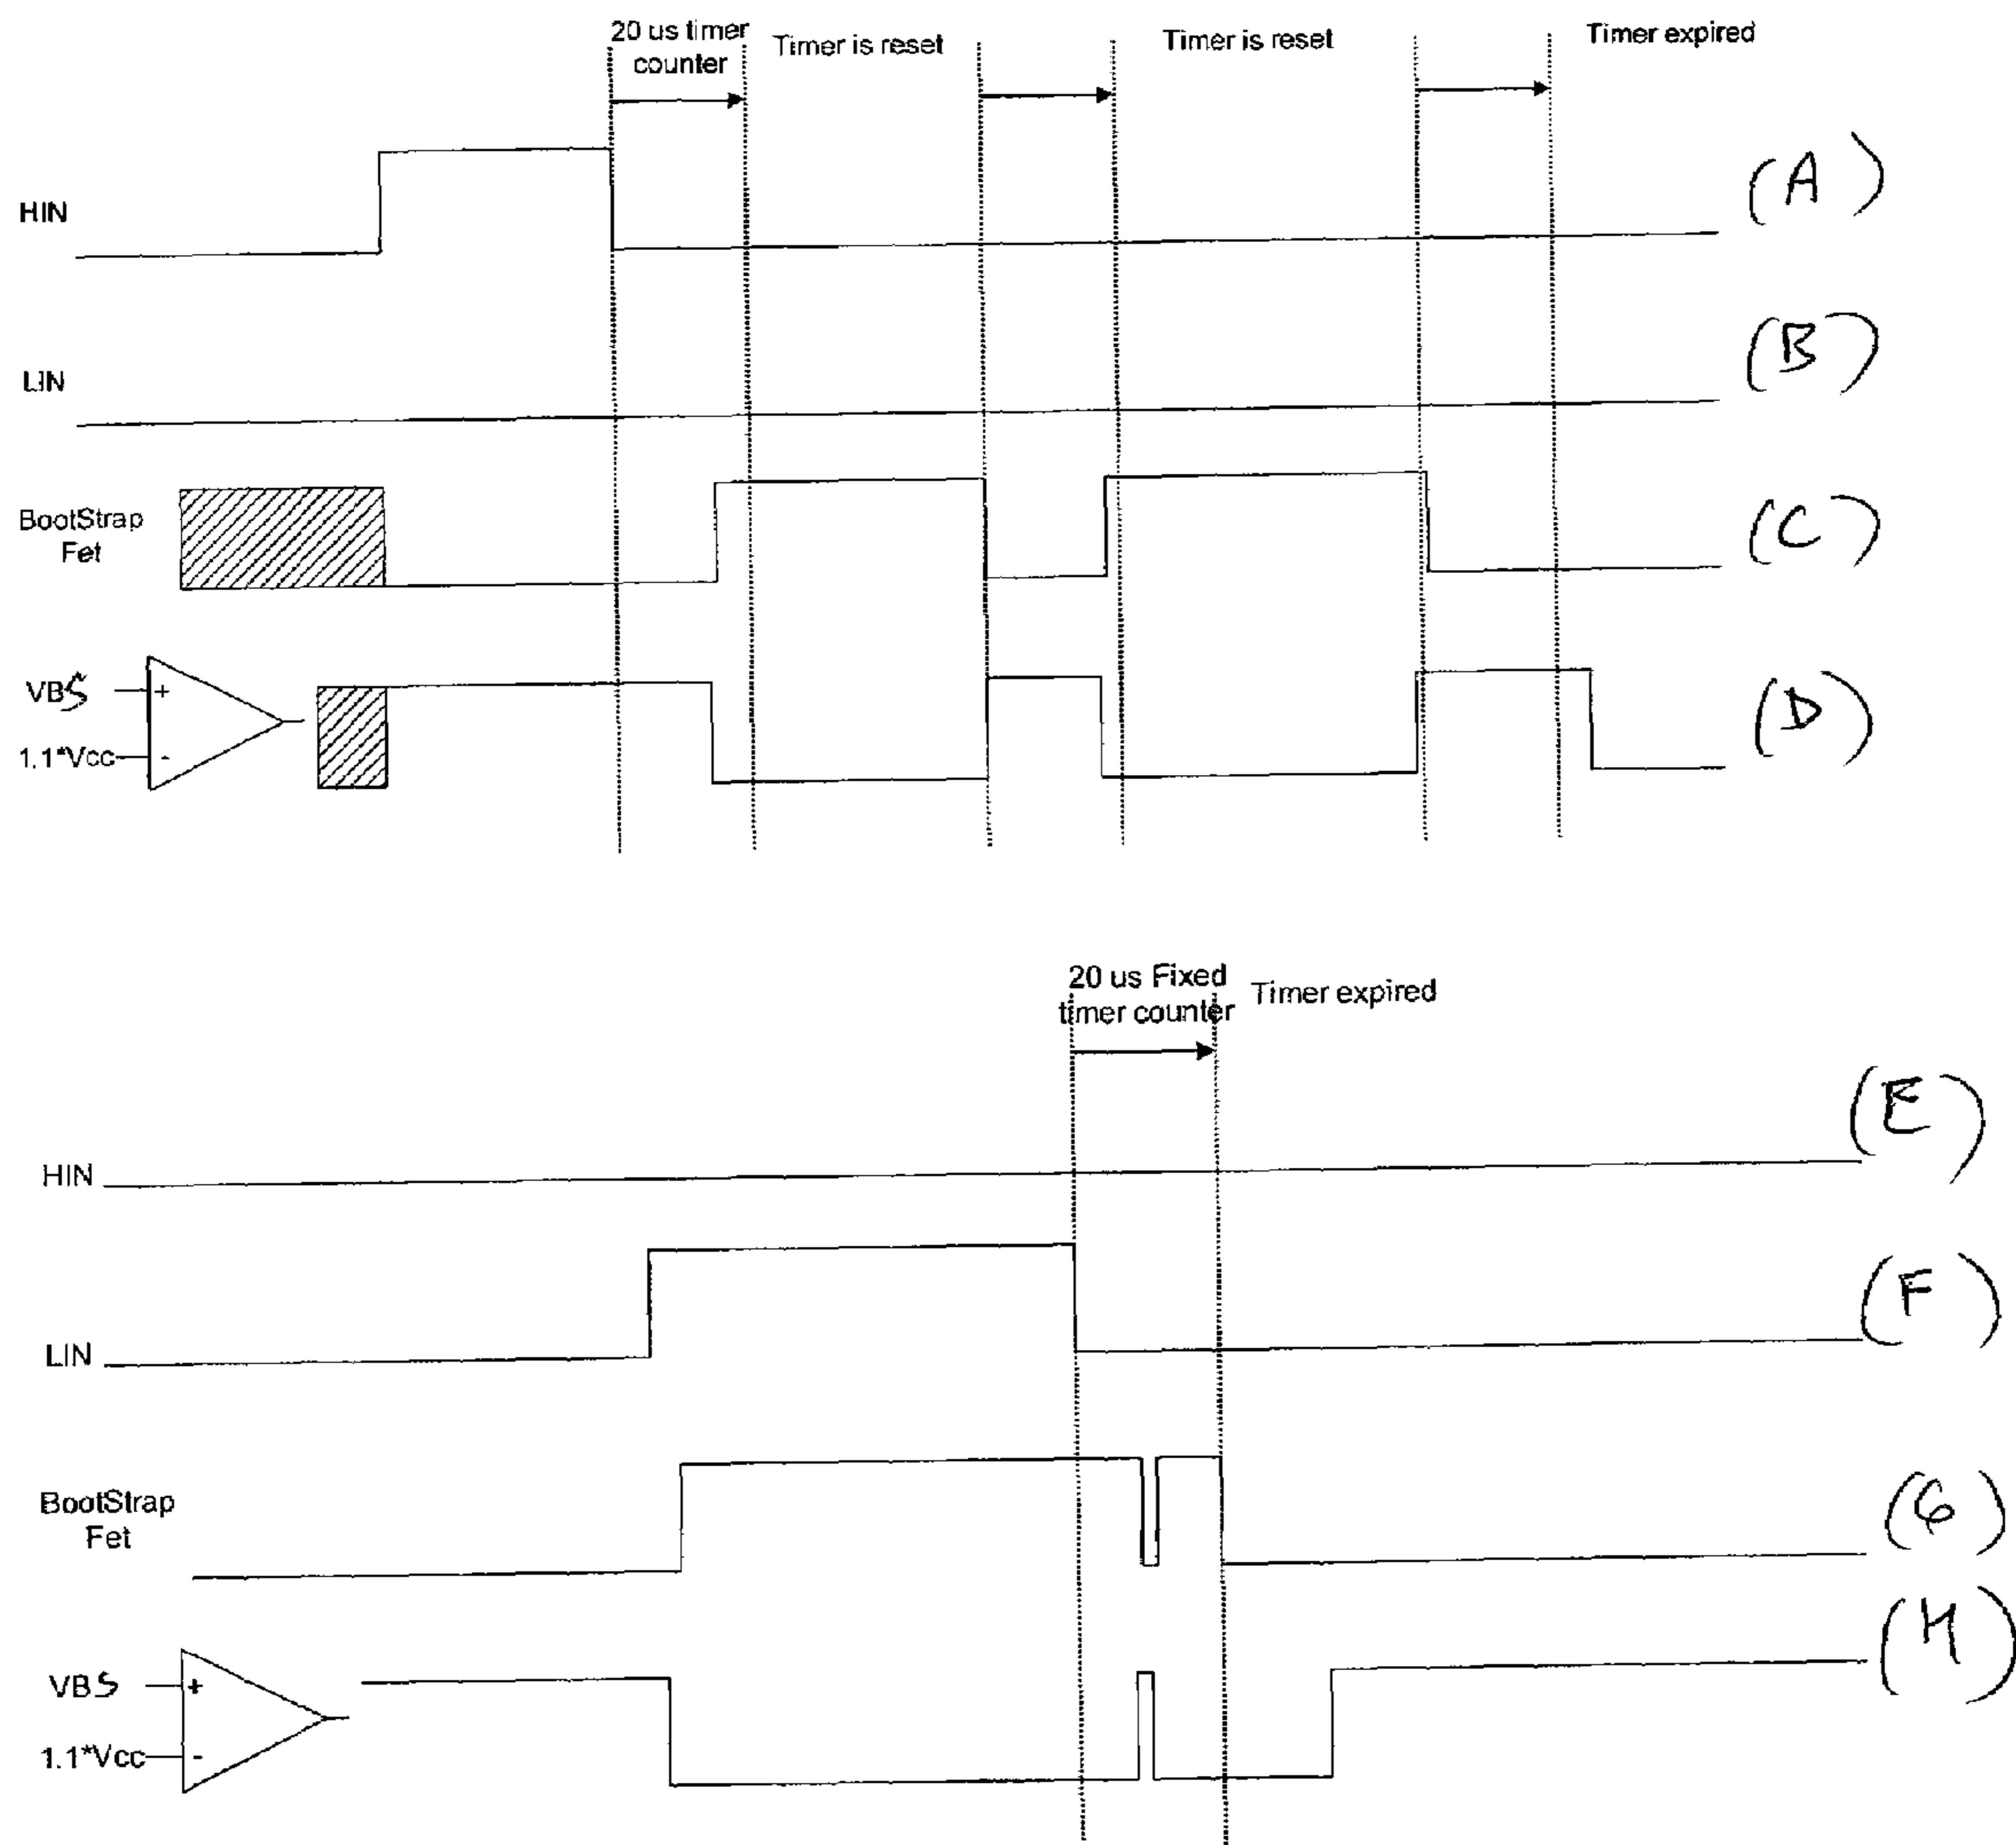 20 us timer
counter
Timer is reset
Timer is reset
Timer expired
HIN
(A)
LIN
(B)
BootStrap
Fet
(C)
VBS
+
1.1*Vcc
-
(D)
20 us Fixed
timer counter
Timer expired
HIN
(E)
LIN
(F)
BootStrap
Fet
(G)
VBS
+
1.1*Vcc
-
(H)